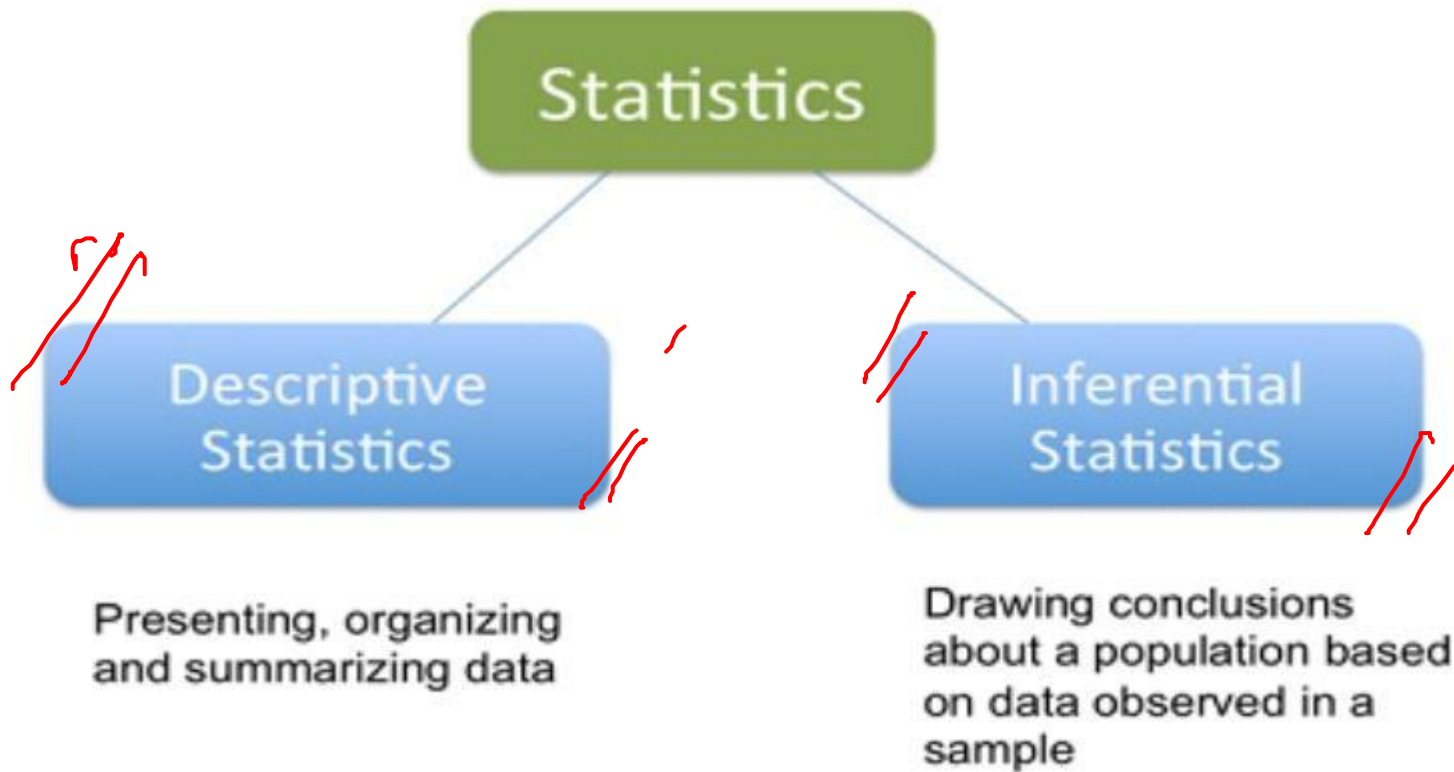 Statistics
Descriptive
Statistics
Inferential
Statistics
Presenting, organizing
and summarizing data
Drawing conclusions
about a population based
on data observed in a
sample